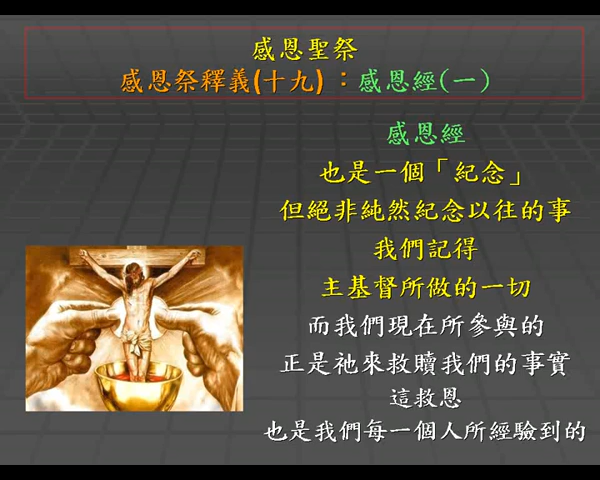 感恩聖祭
感恩祭釋義(十九)：感恩經(一)
感恩經
也是一個「紀念」
但絕非純然紀念以往的事
我們記得
主基督所做的一切
而我們現在所參與的
正是祂來救贖我們的事實
這救恩
也是我們每一個人所經驗到的